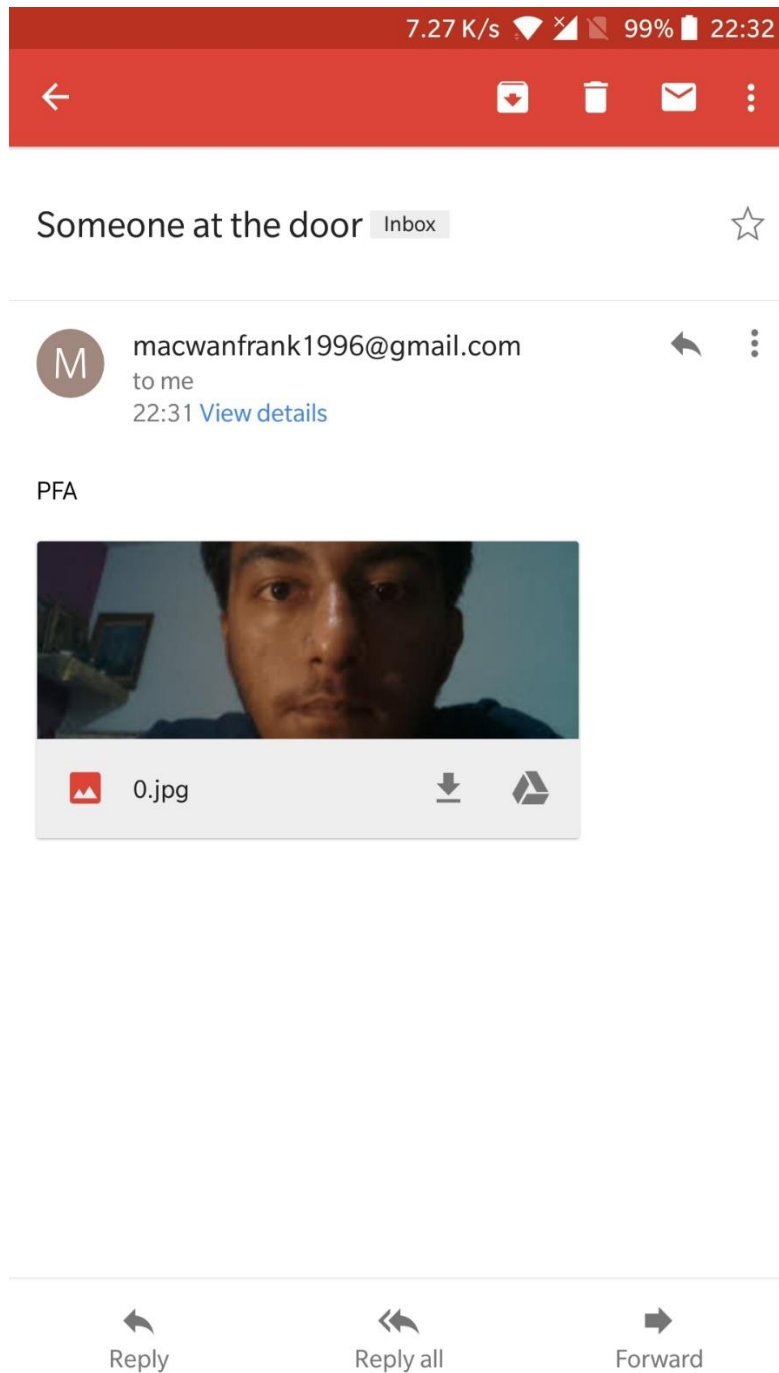 7.27 K/s 99% 22:32
Someone at the door Inbox
M
macwanfrank1996@gmail.com
to me
22:31 View details
PFA
0.jpg
Reply Reply all Forward